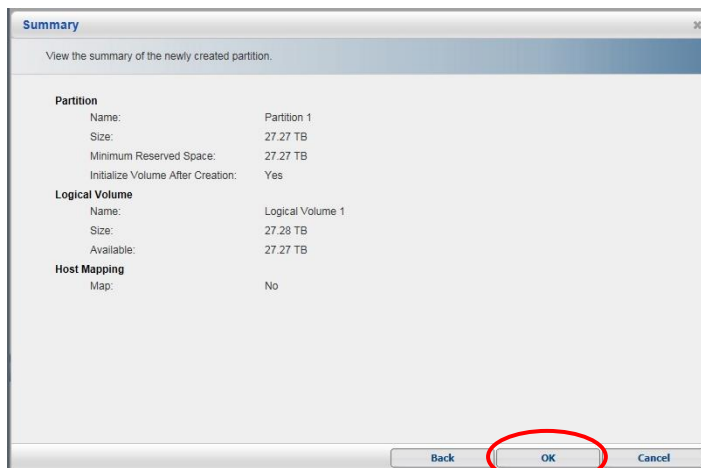 Summary
View the summary of the newly created partition.
Partition
Name: Partition 1
Size: 27.27 TB
Minimum Reserved Space: 27.27 TB
Initialize Volume After Creation: Yes
Logical Volume
Name: Logical Volume 1
Size: 27.28 TB
Available: 27.27 TB
Host Mapping
Map: No
Back OK Cancel